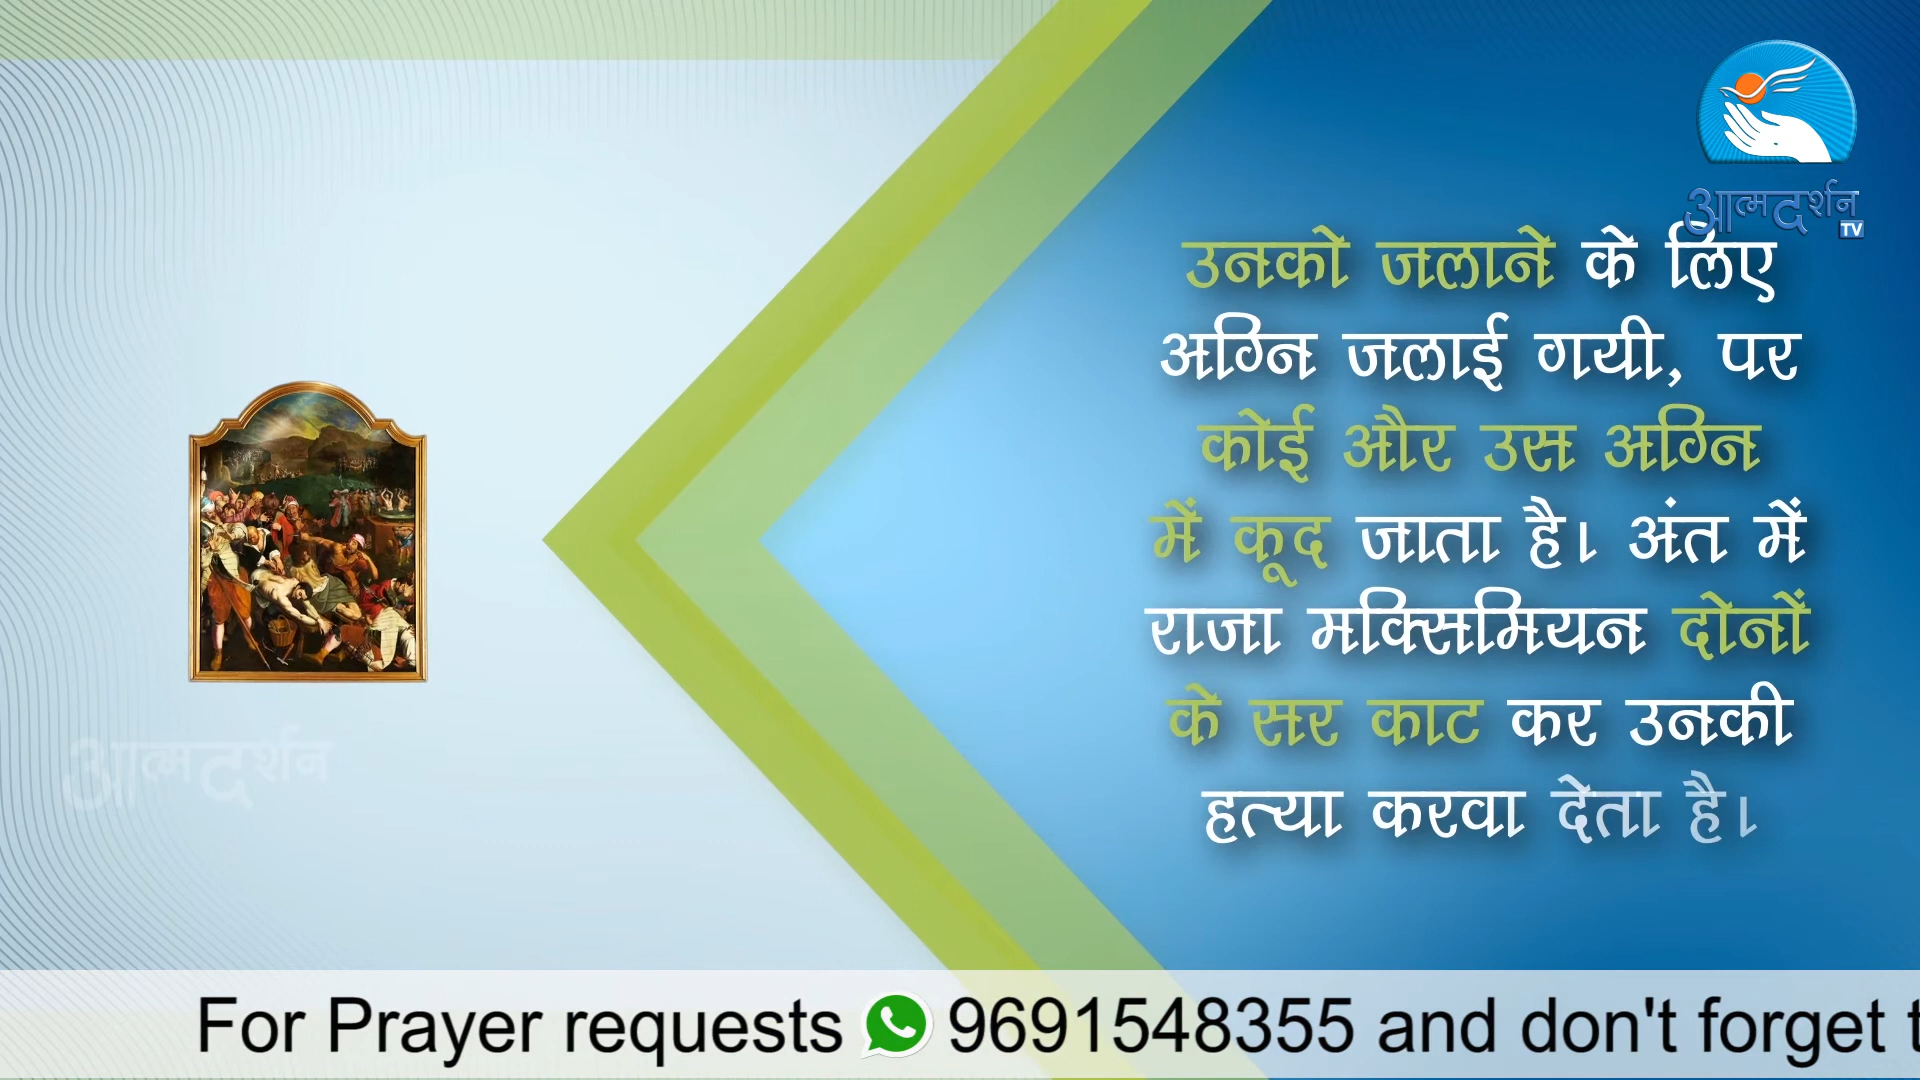 आत्मदर्शन
TV
उनको जलाने के लिए
अग्नि जलाई गयी, पर
कोई और उस अग्नि
में कूद जाता है। अंत में
राजा मक्सिमियन दोनों
के सर काट कर उनकी
हत्या करवा देता है।
आत्मदर्शन
For Prayer requests 9691548355 and don't forget t